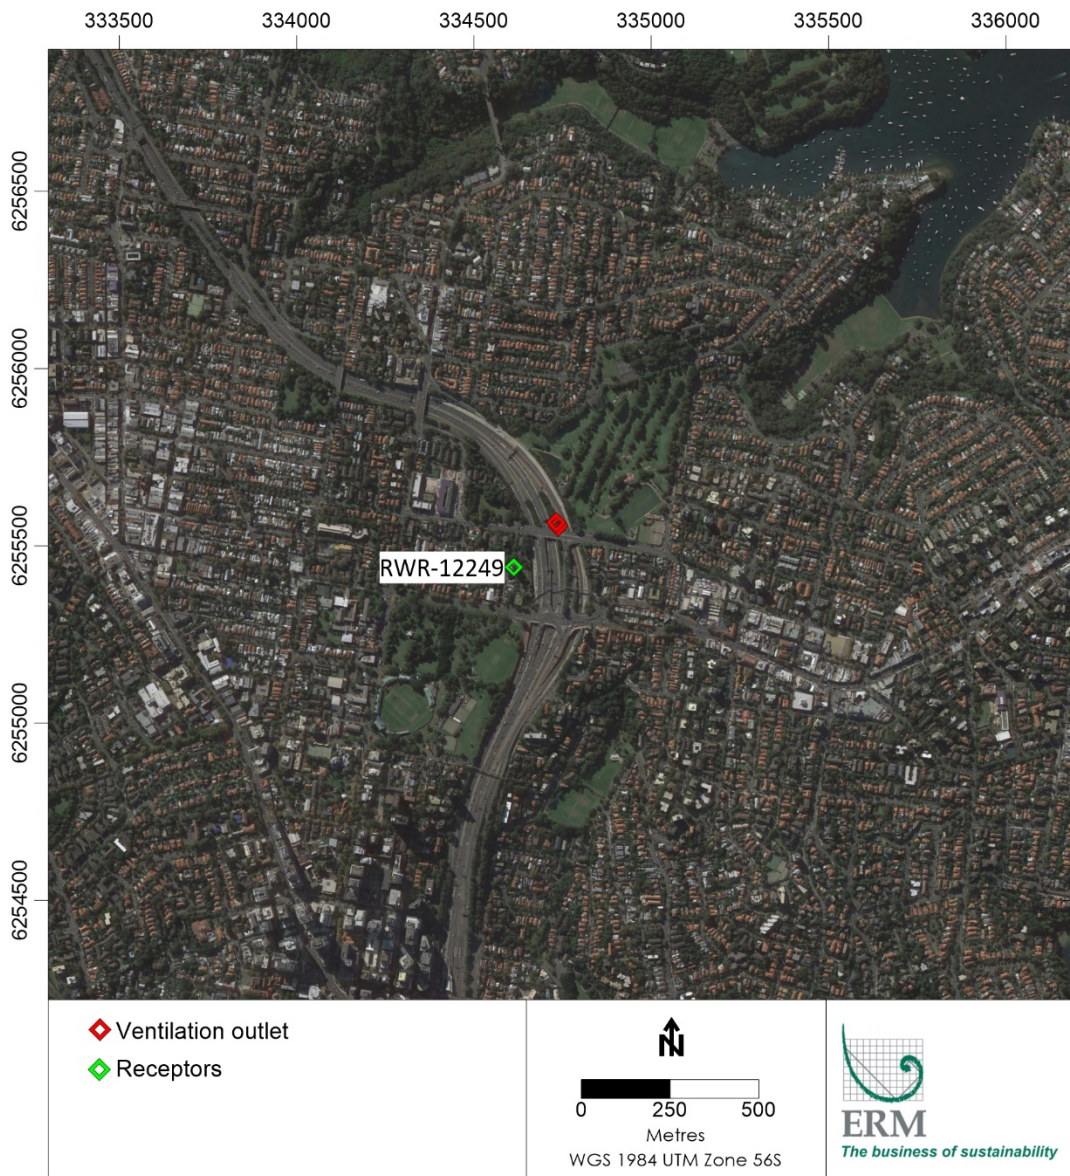 333500 334000 334500 335000 335500 336000
6256500
6256000
6255500
6255000
6254500
RWR-12249
Ventilation outlet
Receptors
N
0 250 500
Metres
WGS 1984 UTM Zone 56S
ERM
The business of sustainability